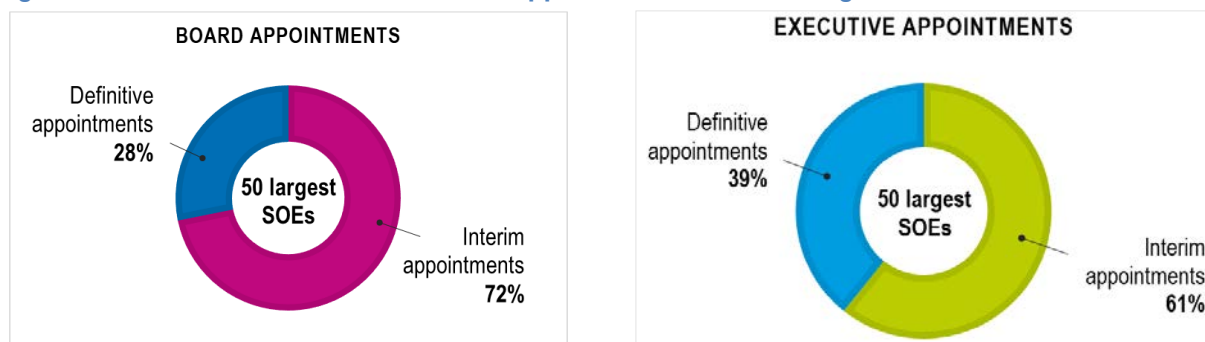 BOARD APPOINTMENTS
Definitive
appointments
28%
50 largest
SOEs
Interim
appointments
72%
EXECUTIVE APPOINTMENTS
Definitive
appointments
39%
50 largest
SOEs
Interim
appointments
61%